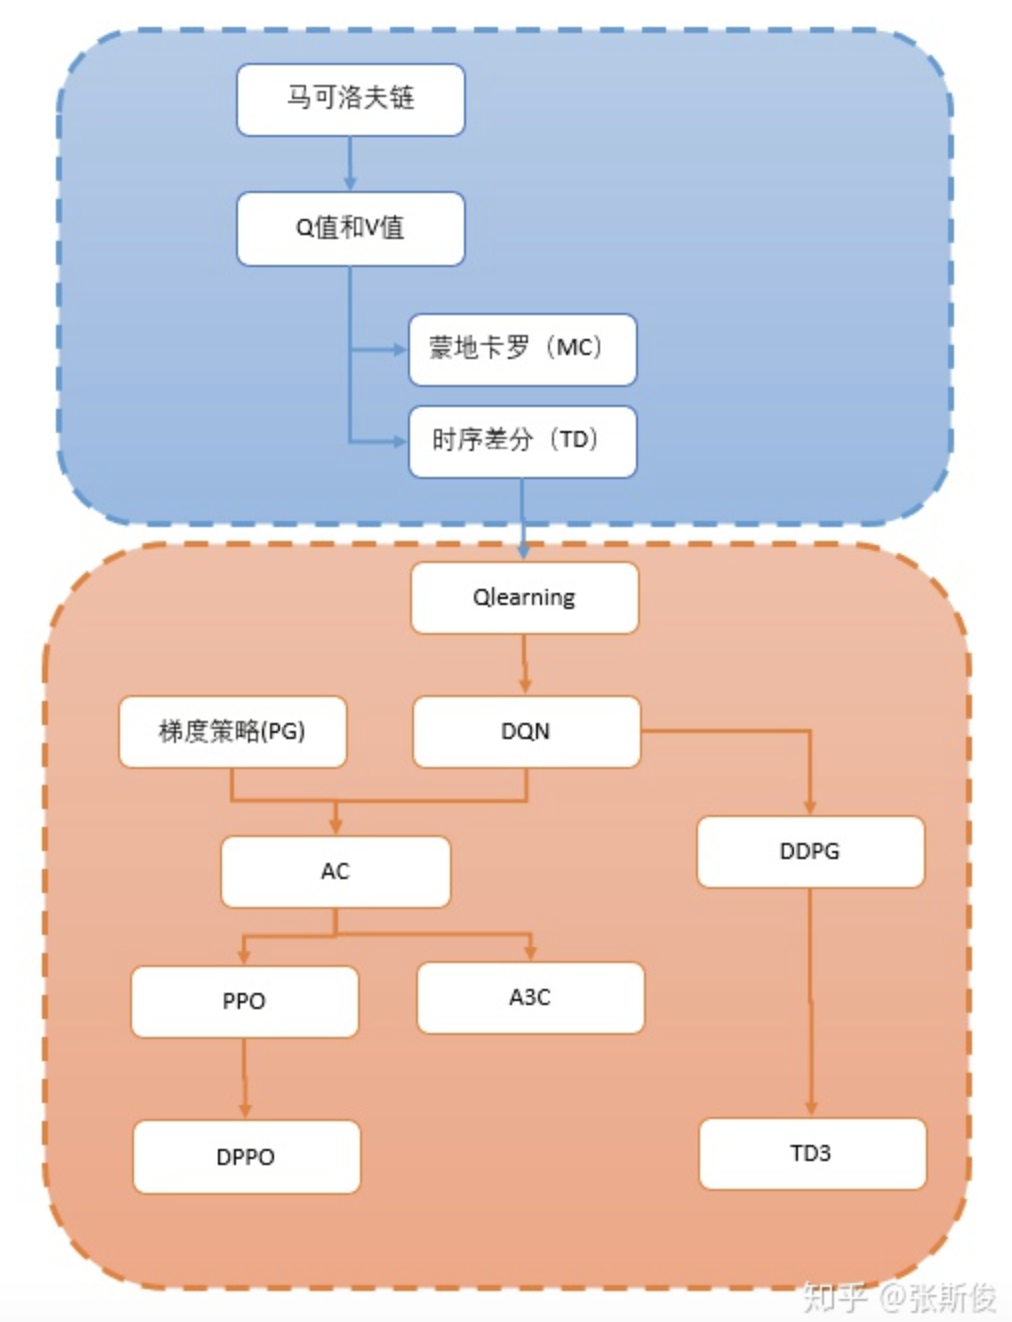 马可洛夫链
Q值和V值
蒙地卡罗（MC）
时序差分（TD）
Qlearning
梯度策略(PG)
DQN
DDPG
AC
PPO
A3C
DPPO
TD3
知乎 @张斯俊